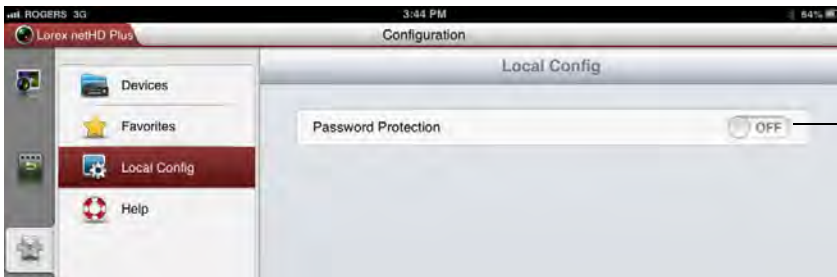 ROGERS 3G 3:44 PM 64%
Lorex netHD Plus Configuration
Local Config
Devices
Favorites
Local Config
Help
Password Protection OFF